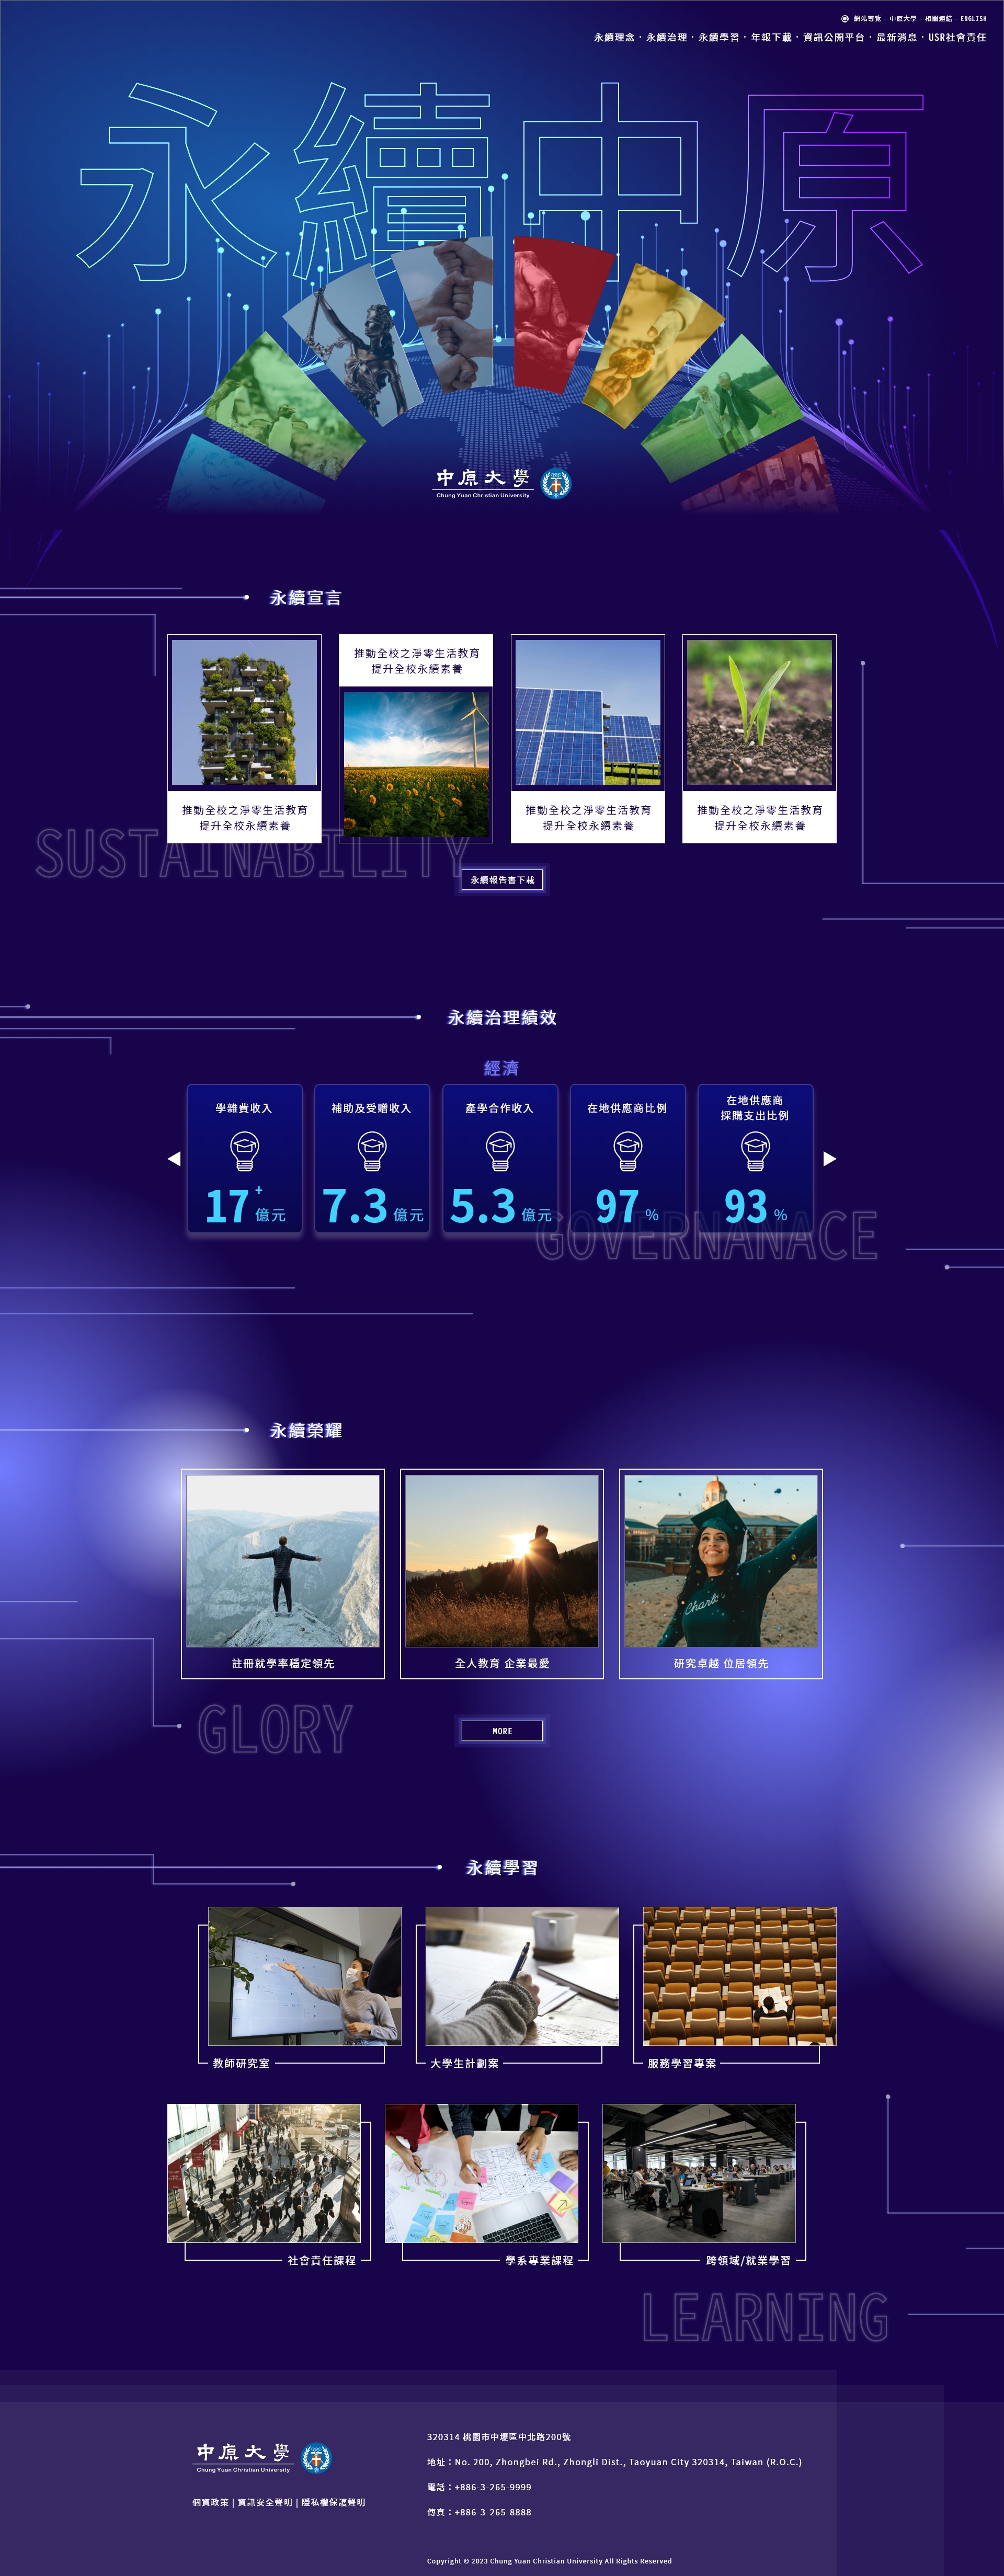 網站導覽 - 中原大學 - 相關連結 - ENGLISH
永續理念 · 永續治理 · 永續學習 · 年報下載 · 資訊公開平台 · 最新消息 · USR社會責任
永續中原
中原大學
Chung Yuan Christian University
永續宣言
推動全校之淨零生活教育
提升全校永續素養
推動全校之淨零生活教育
提升全校永續素養
推動全校之淨零生活教育
提升全校永續素養
推動全校之淨零生活教育
提升全校永續素養
SUSTAINABILITY
永續報告書下載
永續治理績效
經濟
學雜費收入
17+億元
補助及受贈收入
7.3億元
產學合作收入
5.3億元
在地供應商比例
97%
在地供應商
採購支出比例
93%
GOVERNANACE
永續榮耀
註冊就學率穩定領先
全人教育 企業最愛
Charlie
研究卓越 位居領先
GLORY
MORE
永續學習
教師研究室
大學生計劃案
服務學習專案
社會責任課程
學系專業課程
跨領域/就業學習
LEARNING
中原大學
Chung Yuan Christian University
個資政策 | 資訊安全聲明 | 隱私權保護聲明
320314 桃園市中壢區中北路200號
地址：No. 200, Zhongbei Rd., Zhongli Dist., Taoyuan City 320314, Taiwan (R.O.C.)
電話：+886-3-265-9999
傳真：+886-3-265-8888
Copyright © 2023 Chung Yuan Christian University All Rights Reserved